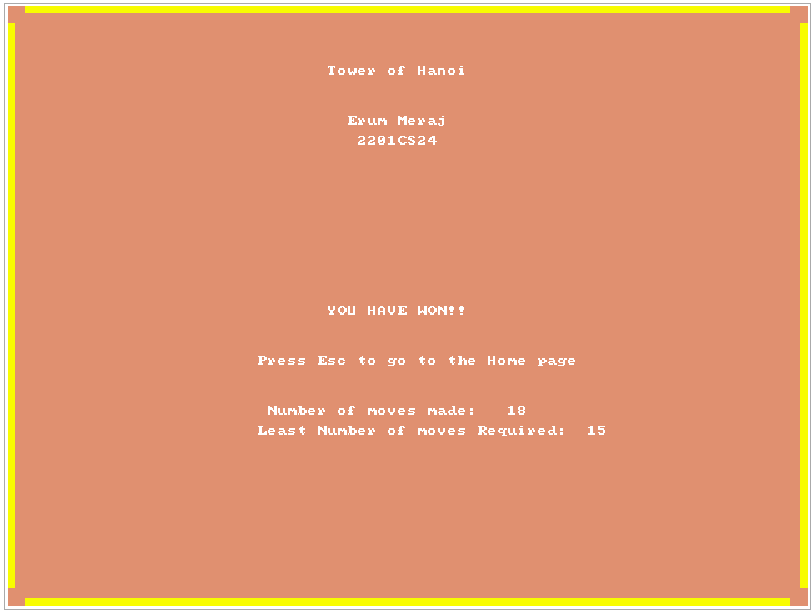 Tower of Hanoi
Erum Meraj
2201CS24
YOU HAVE WON!!
Press Esc to go to the Home page
Number of moves made: 18
Least Number of moves Required: 15